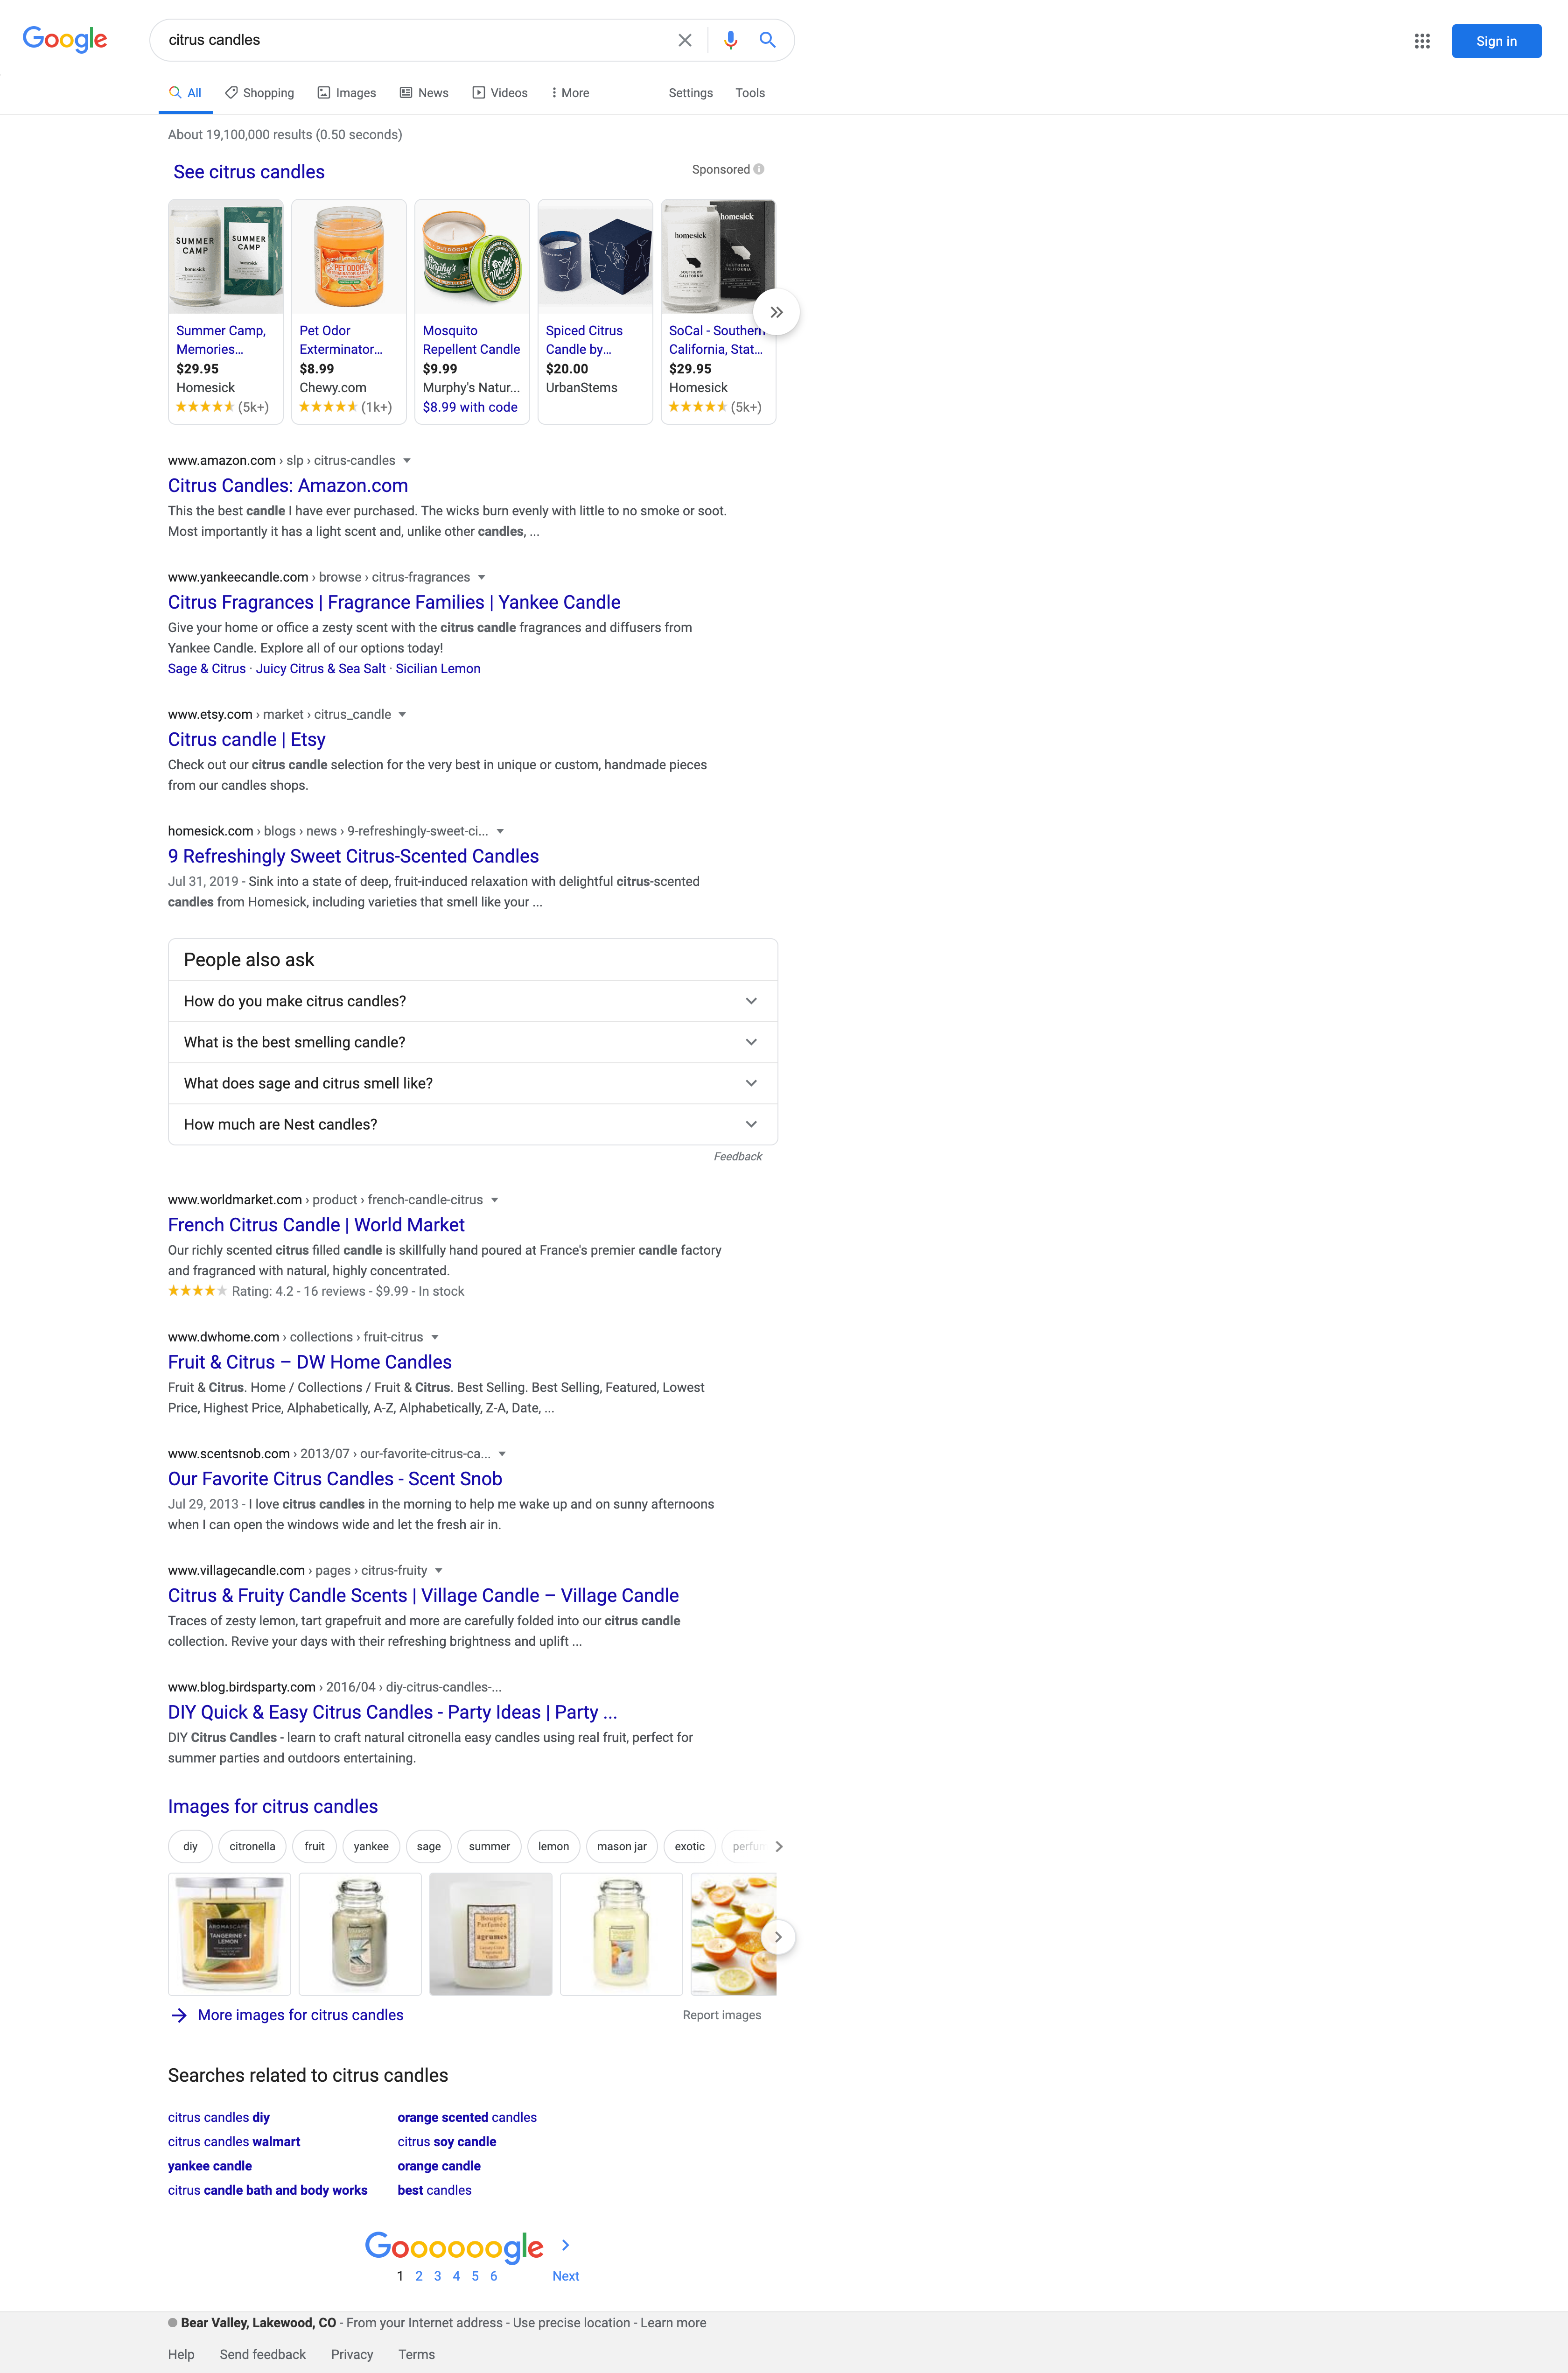 Google
citrus candles
Sign in
All Shopping Images News Videos More Settings Tools
About 19,100,000 results (0.50 seconds)
See citrus candles
Sponsored
SUMMER CAMP
homesick
SUMMER CAMP
homesick
PET ODOR
OUTDOORS
Murphy's
homesick
SOUTHERN CALIFORNIA
homesick
SOUTHERN CALIFORNIA
Summer Camp,
Memories...
$29.95
Homesick
(5k+)
Pet Odor
Exterminator...
$8.99
Chewy.com
(1k+)
Mosquito
Repellent Candle
$9.99
Murphy's Natur...
$8.99 with code
Spiced Citrus
Candle by...
$20.00
UrbanStems
SoCal - Southern
California, Stat...
$29.95
Homesick
(5k+)
www.amazon.com › slp › citrus-candles
Citrus Candles: Amazon.com
This the best candle I have ever purchased. The wicks burn evenly with little to no smoke or soot.
Most importantly it has a light scent and, unlike other candles, ...
www.yankeecandle.com › browse › citrus-fragrances
Citrus Fragrances | Fragrance Families | Yankee Candle
Give your home or office a zesty scent with the citrus candle fragrances and diffusers from
Yankee Candle. Explore all of our options today!
Sage & Citrus · Juicy Citrus & Sea Salt · Sicilian Lemon
www.etsy.com › market › citrus_candle
Citrus candle | Etsy
Check out our citrus candle selection for the very best in unique or custom, handmade pieces
from our candles shops.
homesick.com › blogs › news › 9-refreshingly-sweet-ci...
9 Refreshingly Sweet Citrus-Scented Candles
Jul 31, 2019 - Sink into a state of deep, fruit-induced relaxation with delightful citrus-scented
candles from Homesick, including varieties that smell like your ...
People also ask
How do you make citrus candles?
What is the best smelling candle?
What does sage and citrus smell like?
How much are Nest candles?
Feedback
www.worldmarket.com › product › french-candle-citrus
French Citrus Candle | World Market
Our richly scented citrus filled candle is skillfully hand poured at France's premier candle factory
and fragranced with natural, highly concentrated.
Rating: 4.2 - 16 reviews - $9.99 - In stock
www.dwhome.com › collections › fruit-citrus
Fruit & Citrus – DW Home Candles
Fruit & Citrus. Home / Collections / Fruit & Citrus. Best Selling. Best Selling, Featured, Lowest
Price, Highest Price, Alphabetically, A-Z, Alphabetically, Z-A, Date, ...
www.scentsnob.com › 2013/07 › our-favorite-citrus-ca...
Our Favorite Citrus Candles - Scent Snob
Jul 29, 2013 - I love citrus candles in the morning to help me wake up and on sunny afternoons
when I can open the windows wide and let the fresh air in.
www.villagecandle.com › pages › citrus-fruity
Citrus & Fruity Candle Scents | Village Candle – Village Candle
Traces of zesty lemon, tart grapefruit and more are carefully folded into our citrus candle
collection. Revive your days with their refreshing brightness and uplift ...
www.blog.birdsparty.com › 2016/04 › diy-citrus-candles-...
DIY Quick & Easy Citrus Candles - Party Ideas | Party ...
DIY Citrus Candles - learn to craft natural citronella easy candles using real fruit, perfect for
summer parties and outdoors entertaining.
Images for citrus candles
diy citronella fruit yankee sage summer lemon mason jar exotic perfum
AROMASCAPE
TANGERINE + LEMON
Bougie
Parfumée
agrumes
More images for citrus candles
Report images
Searches related to citrus candles
citrus candles diy
citrus candles walmart
yankee candle
citrus candle bath and body works
orange scented candles
citrus soy candle
orange candle
best candles
Goooooogle
1 2 3 4 5 6 Next
Bear Valley, Lakewood, CO - From your Internet address - Use precise location - Learn more
Help Send feedback Privacy Terms